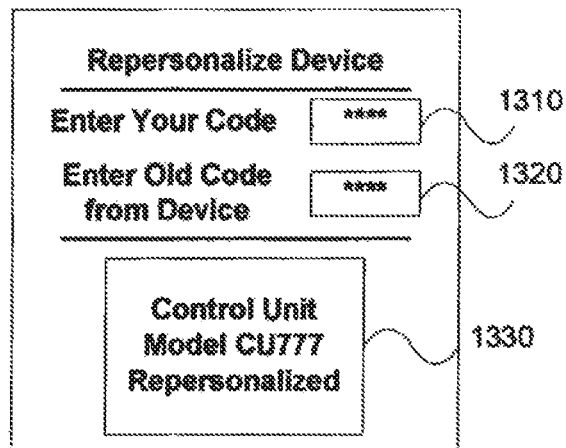 Repersonalize Device
Enter Your Code **** 1310
Enter Old Code
from Device **** 1320
Control Unit
Model CU777
Repersonalized
1330